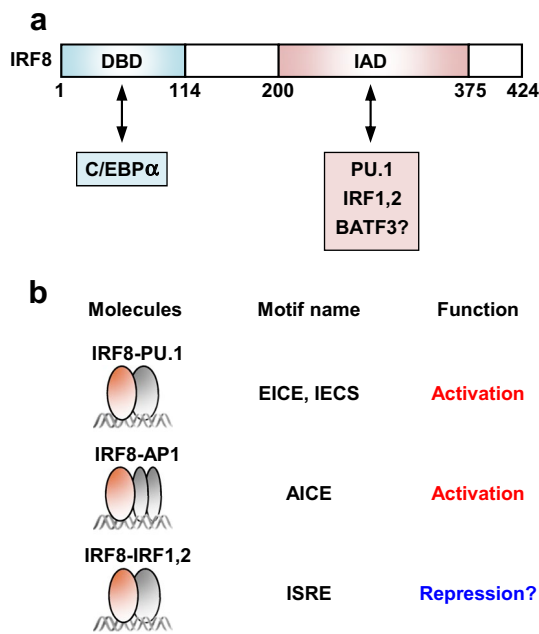 a
IRF8 DBD IAD
1 114 200 375 424
C/EBPα
PU.1
IRF1,2
BATF3?
b
Molecules Motif name Function
IRF8-PU.1
EICE, IECS Activation
IRF8-AP1
AICE Activation
IRF8-IRF1,2
ISRE Repression?